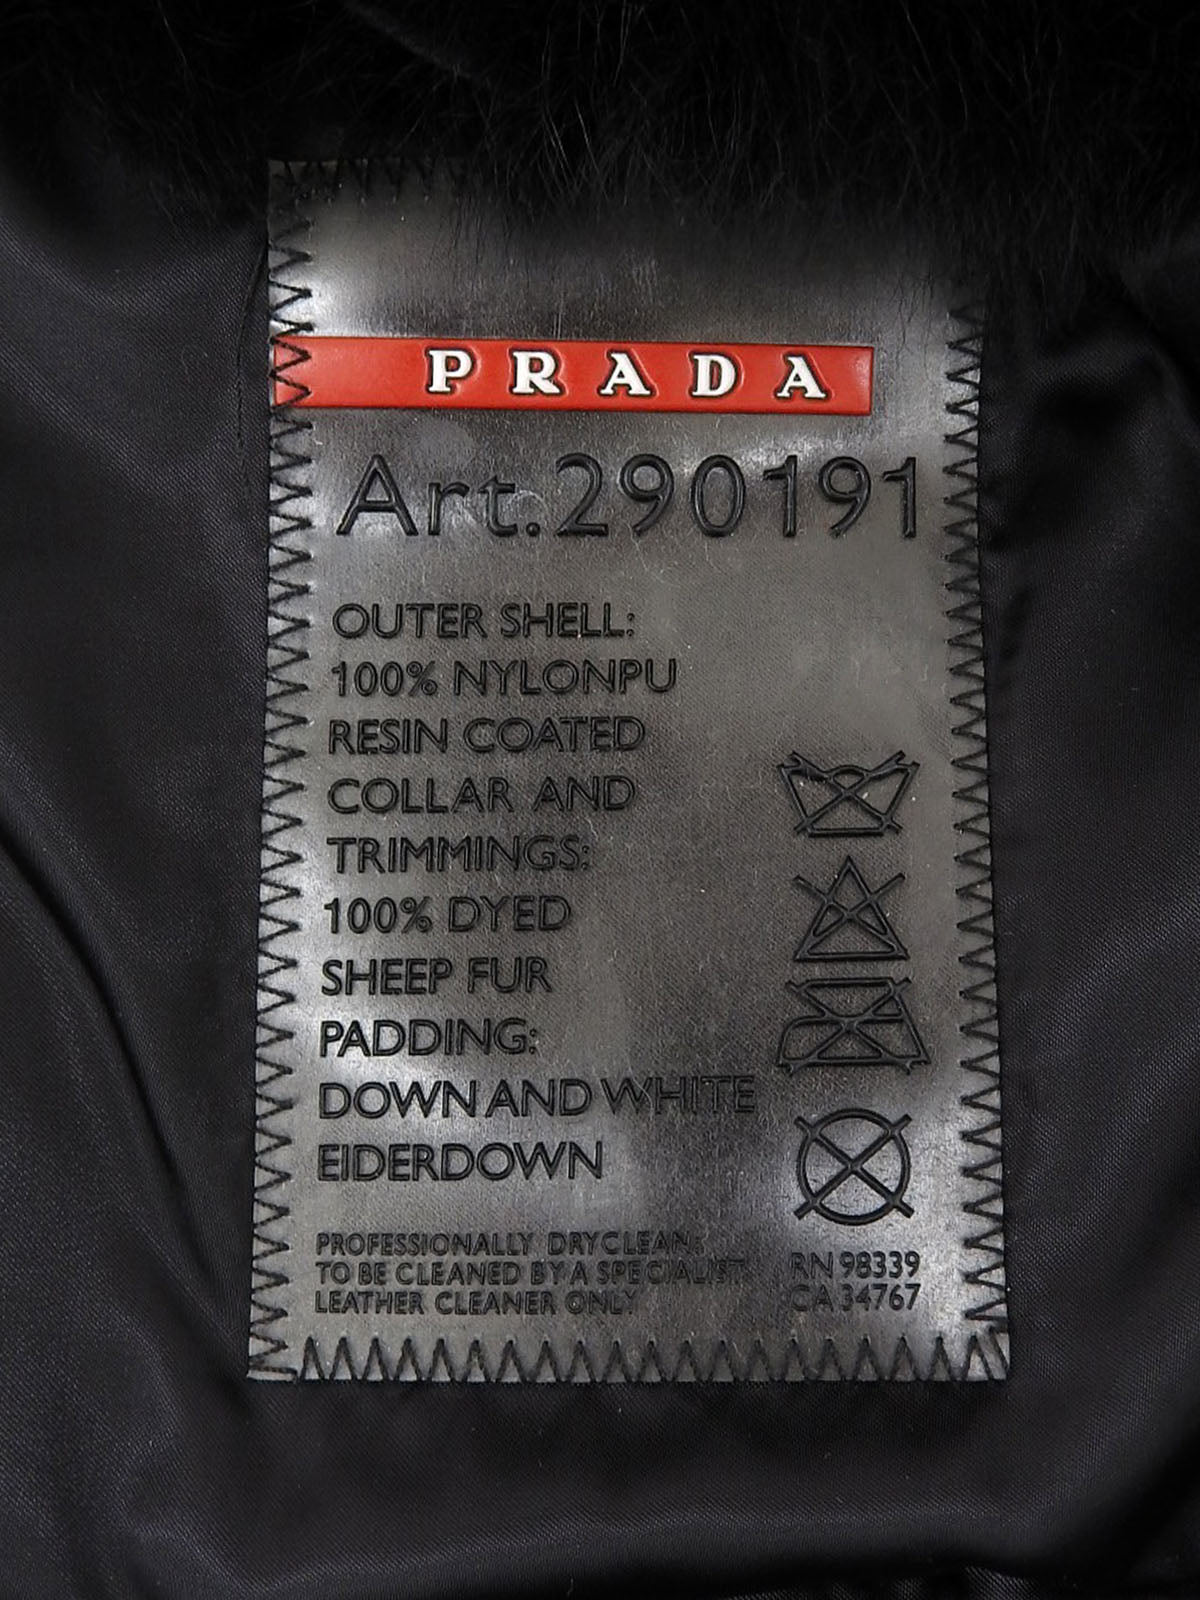 PRADA
Art.290191
OUTER SHELL:
100% NYLONPU
RESIN COATED
COLLAR AND
TRIMMINGS:
100% DYED
SHEEP FUR
PADDING:
DOWN AND WHITE
EIDERDOWN
PROFESSIONALLY DRYCLEAN.
TO BE CLEANED BY A SPECIALIST
LEATHER CLEANER ONLY
RN 98339
CA 34767